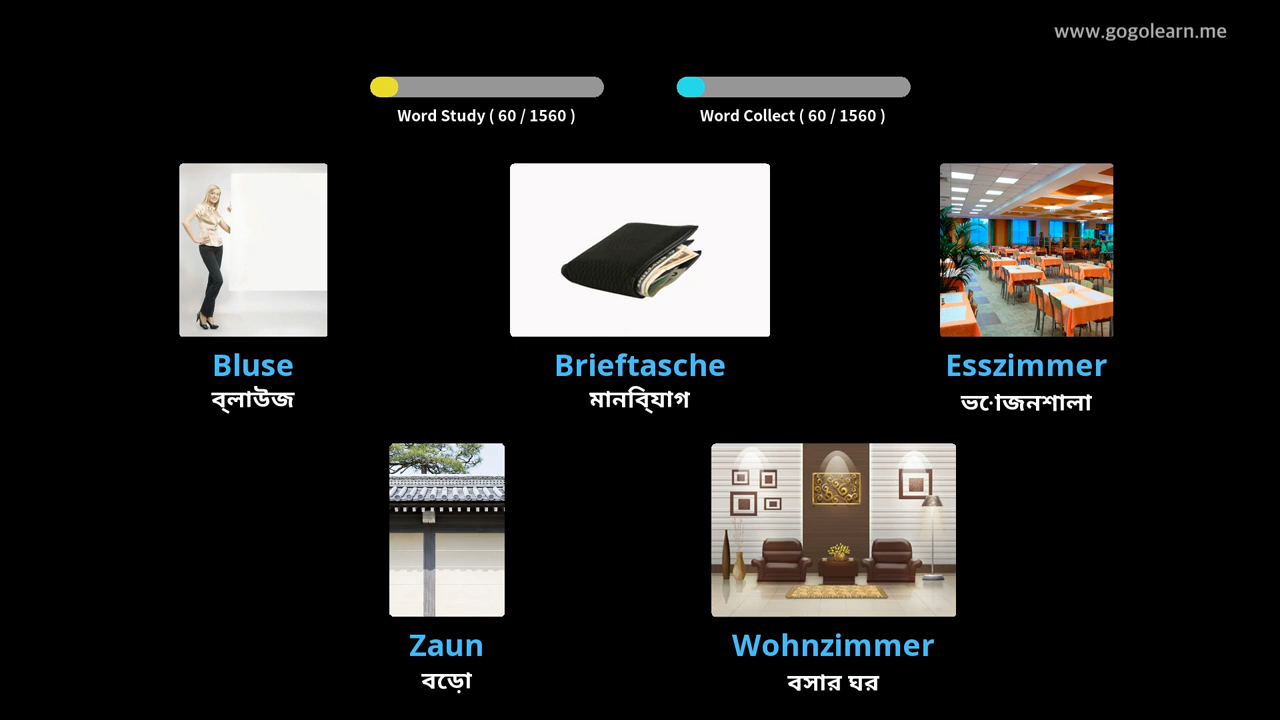 www.gogolearn.me
Word Study ( 60 / 1560 )
Word Collect ( 60 / 1560 )
Bluse
ব্লাউজ
Brieftasche
মানিব্যাগ
Esszimmer
ভোজনশালা
Zaun
বেড়া
Wohnzimmer
বসার ঘর